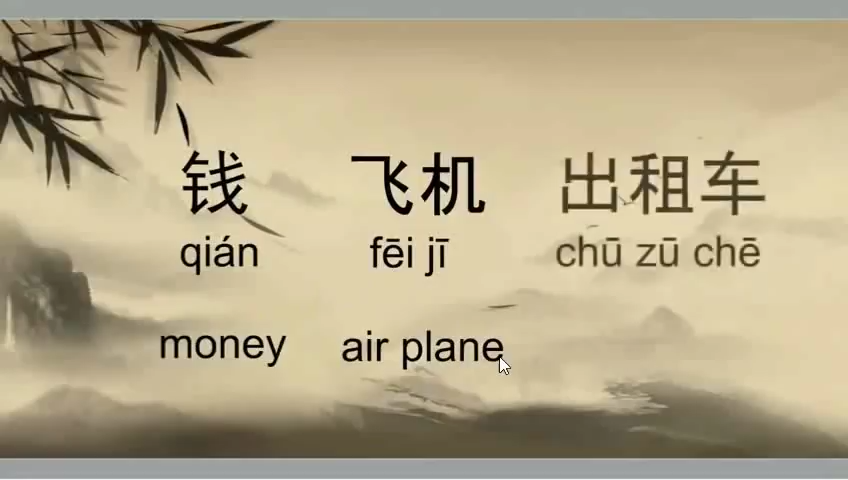 钱 飞机 出租车
qián fēi jī chū zū chē
money air plane